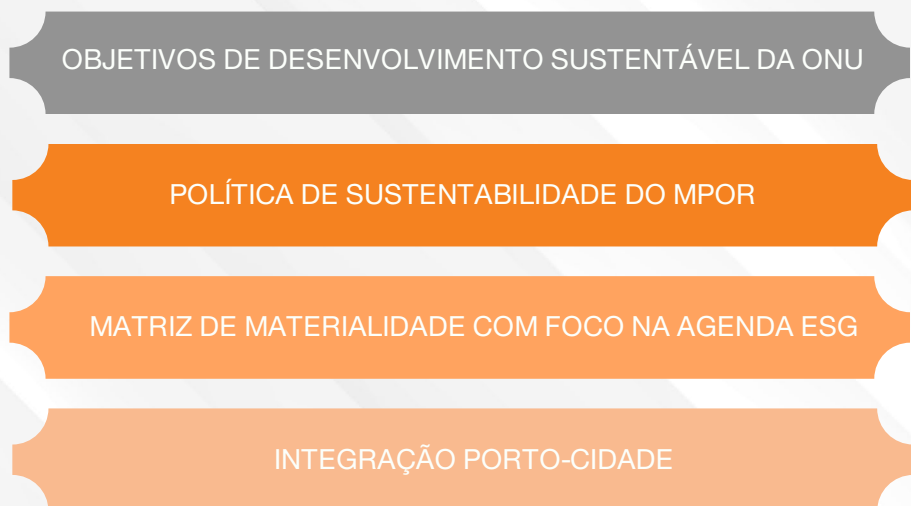 OBJETIVOS DE DESENVOLVIMENTO SUSTENTÁVEL DA ONU
POLÍTICA DE SUSTENTABILIDADE DO MPOR
MATRIZ DE MATERIALIDADE COM FOCO NA AGENDA ESG
INTEGRAÇÃO PORTO-CIDADE